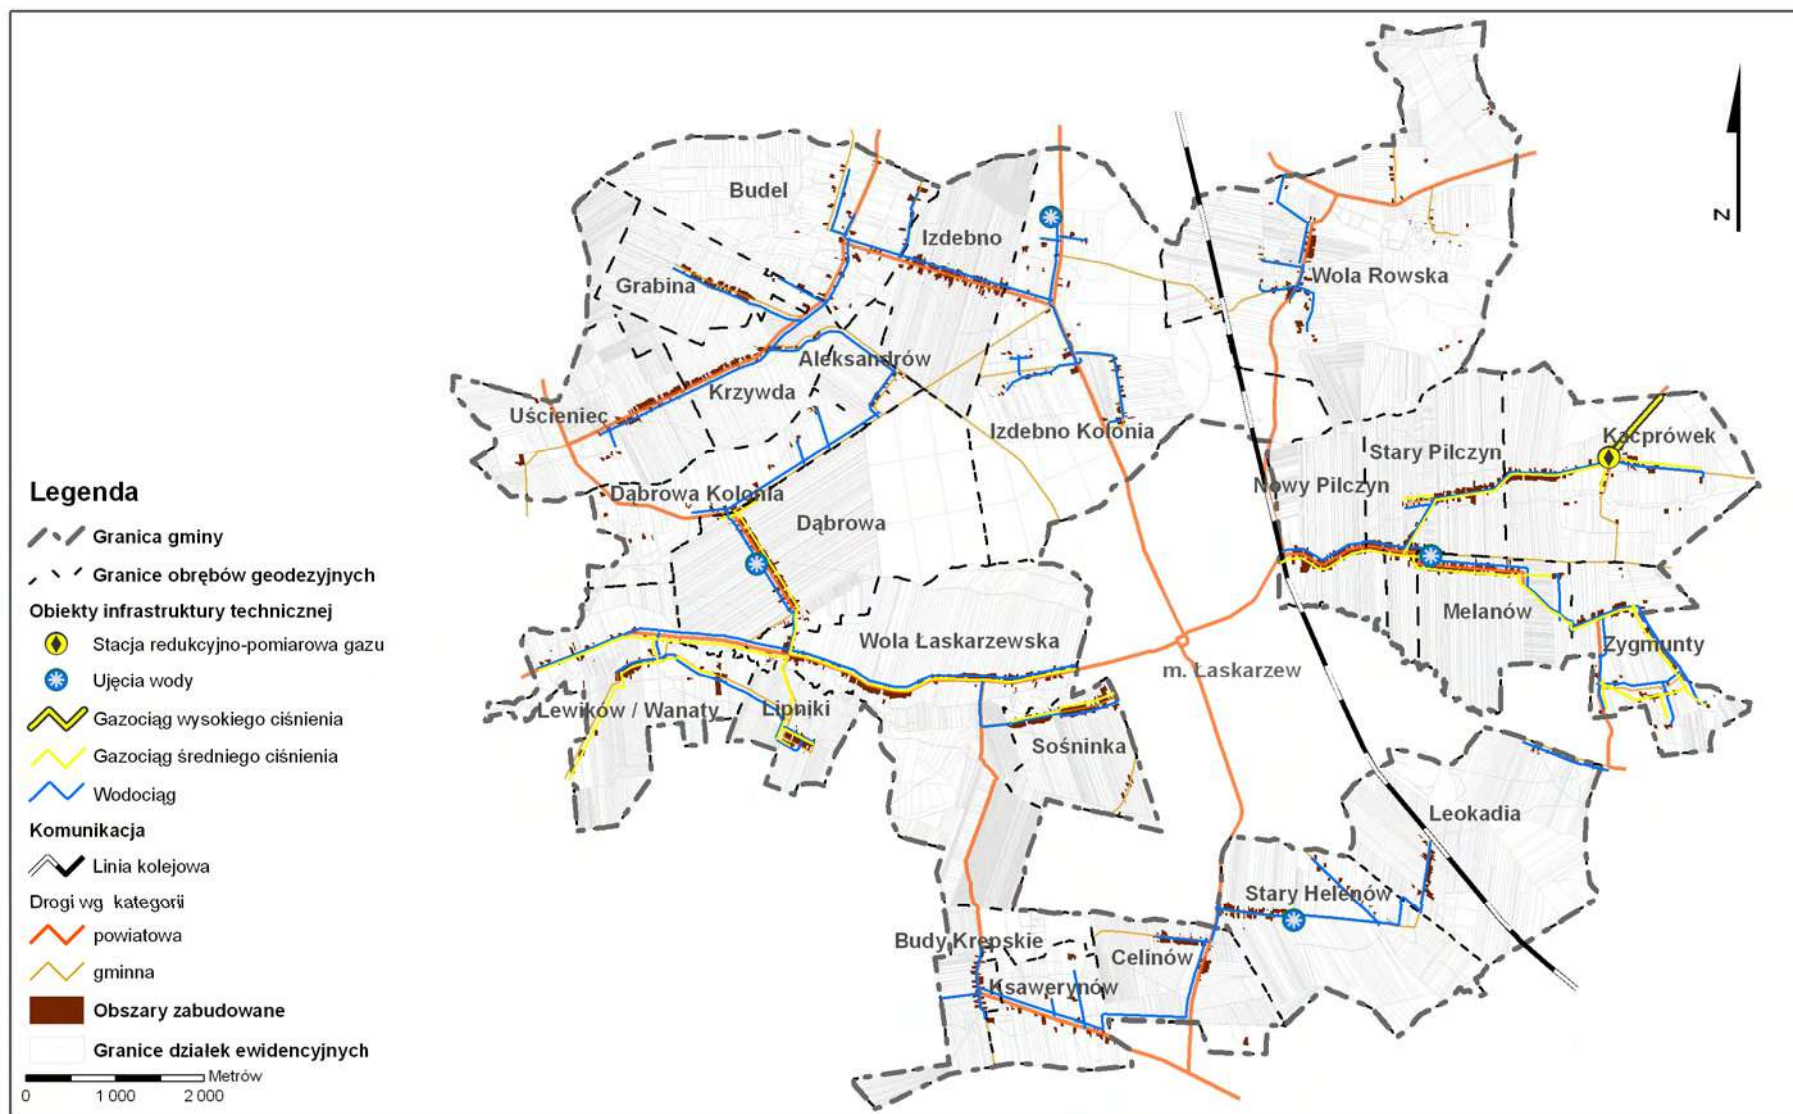 Budel
Izdebno
Grabina
Wola Rowska
Aleksandrów
Krzywda
Uścieniec
Izdebno Kolonia
Kacprówek
Stary Pilczyn
Nowy Pilczyn
Dąbrowa Kolonia
Dąbrowa
Melanów
Wola Łaskarzewska
Zygmunty
m. Łaskarzew
Lewików / Wanaty
Lipniki
Sośninka
Leokadia
Stary Helenów
Budy Krępskie
Celinów
Ksawerynów
N
Legenda
Granica gminy
Granice obrębów geodezyjnych
Obiekty infrastruktury technicznej
Stacja redukcyjno-pomiarowa gazu
Ujęcia wody
Gazociąg wysokiego ciśnienia
Gazociąg średniego ciśnienia
Wodociąg
Komunikacja
Linia kolejowa
Drogi wg kategorii
powiatowa
gminna
Obszary zabudowane
Granice działek ewidencyjnych
Metrów
0 1 000 2 000